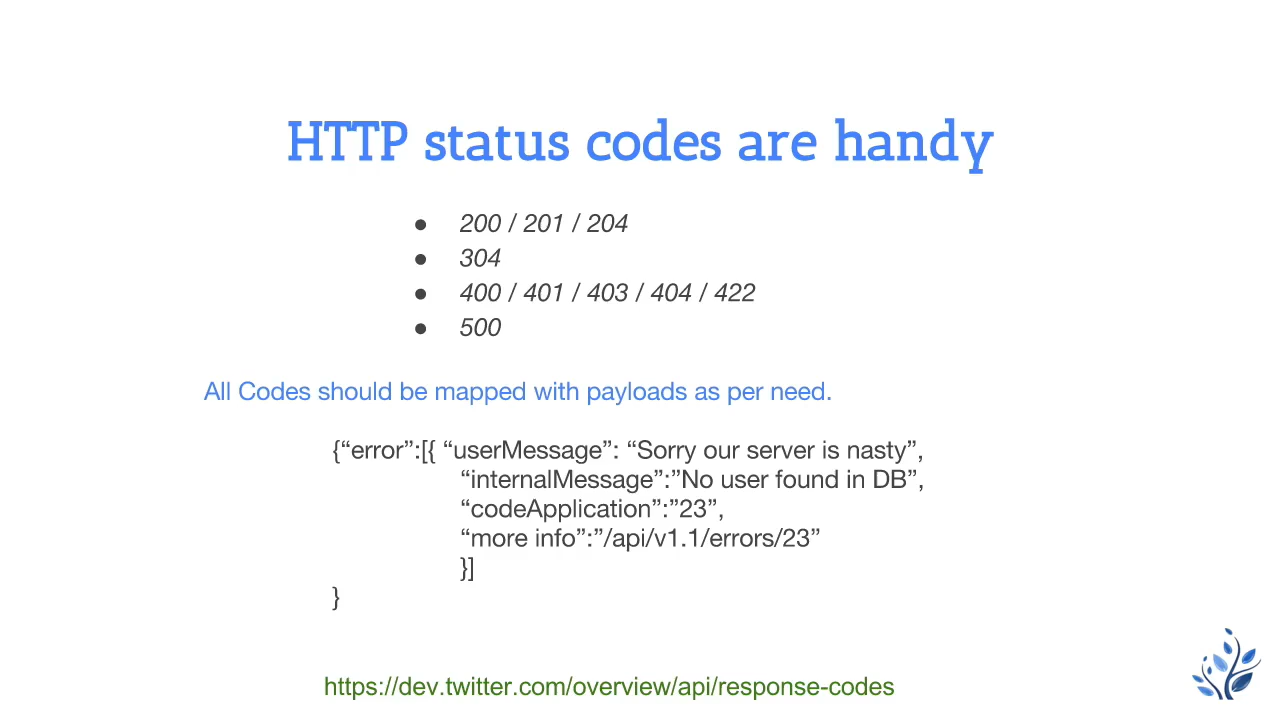 HTTP status codes are handy
● 200 / 201 / 204
● 304
● 400 / 401 / 403 / 404 / 422
● 500
All Codes should be mapped with payloads as per need.
{“error”:[{ “userMessage”: “Sorry our server is nasty”,
“internalMessage”:”No user found in DB”,
“codeApplication”:”23”,
“more info”:”/api/v1.1/errors/23”
}]
}
https://dev.twitter.com/overview/api/response-codes